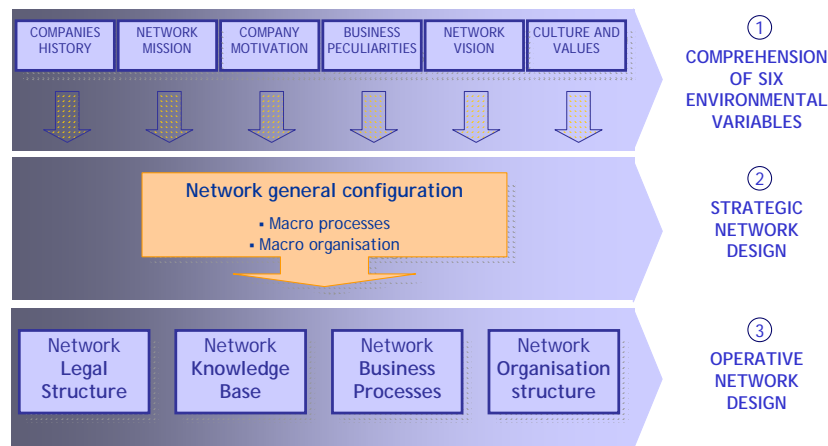 COMPANIES
HISTORY
NETWORK
MISSION
COMPANY
MOTIVATION
BUSINESS
PECULIARITIES
NETWORK
VISION
CULTURE AND
VALUES
1
COMPREHENSION
OF SIX
ENVIRONMENTAL
VARIABLES
Network general configuration
▪ Macro processes
▪ Macro organisation
2
STRATEGIC
NETWORK
DESIGN
Network
Legal
Structure
Network
Knowledge
Base
Network
Business
Processes
Network
Organisation
structure
3
OPERATIVE
NETWORK
DESIGN